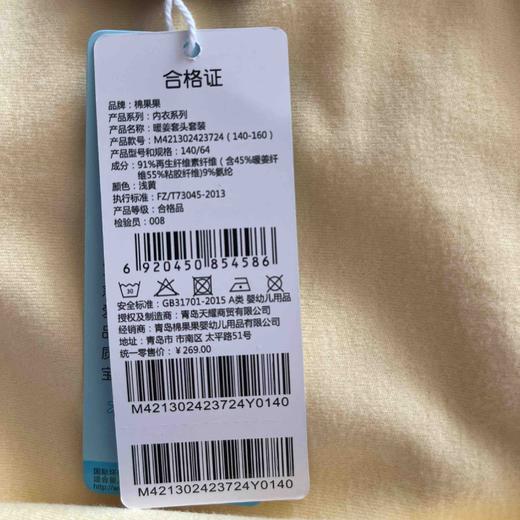 合格证
品牌：棉果果
产品系列：内衣系列
产品名称：暖姜套头套装
产品款号：M421302423724（140-160）
产品型号和规格：140/64
成分：91%再生纤维素纤维（含45%暖姜纤
维55%粘胶纤维)9%氨纶
颜色：浅黄
执行标准：FZ/T73045-2013
产品等级：合格品
检验员：008
6 920450 854586
30
安全标准：GB31701-2015 A类 婴幼儿用品
授权及制造商：青岛天耀商贸有限公司
经销商：青岛棉果果婴幼儿用品有限公司
地址：青岛市 市南区 太平路51号
统一零售价：￥269.00
M421302423724Y0140
M421302423724Y0140
品
质
宝
国际环
http://w